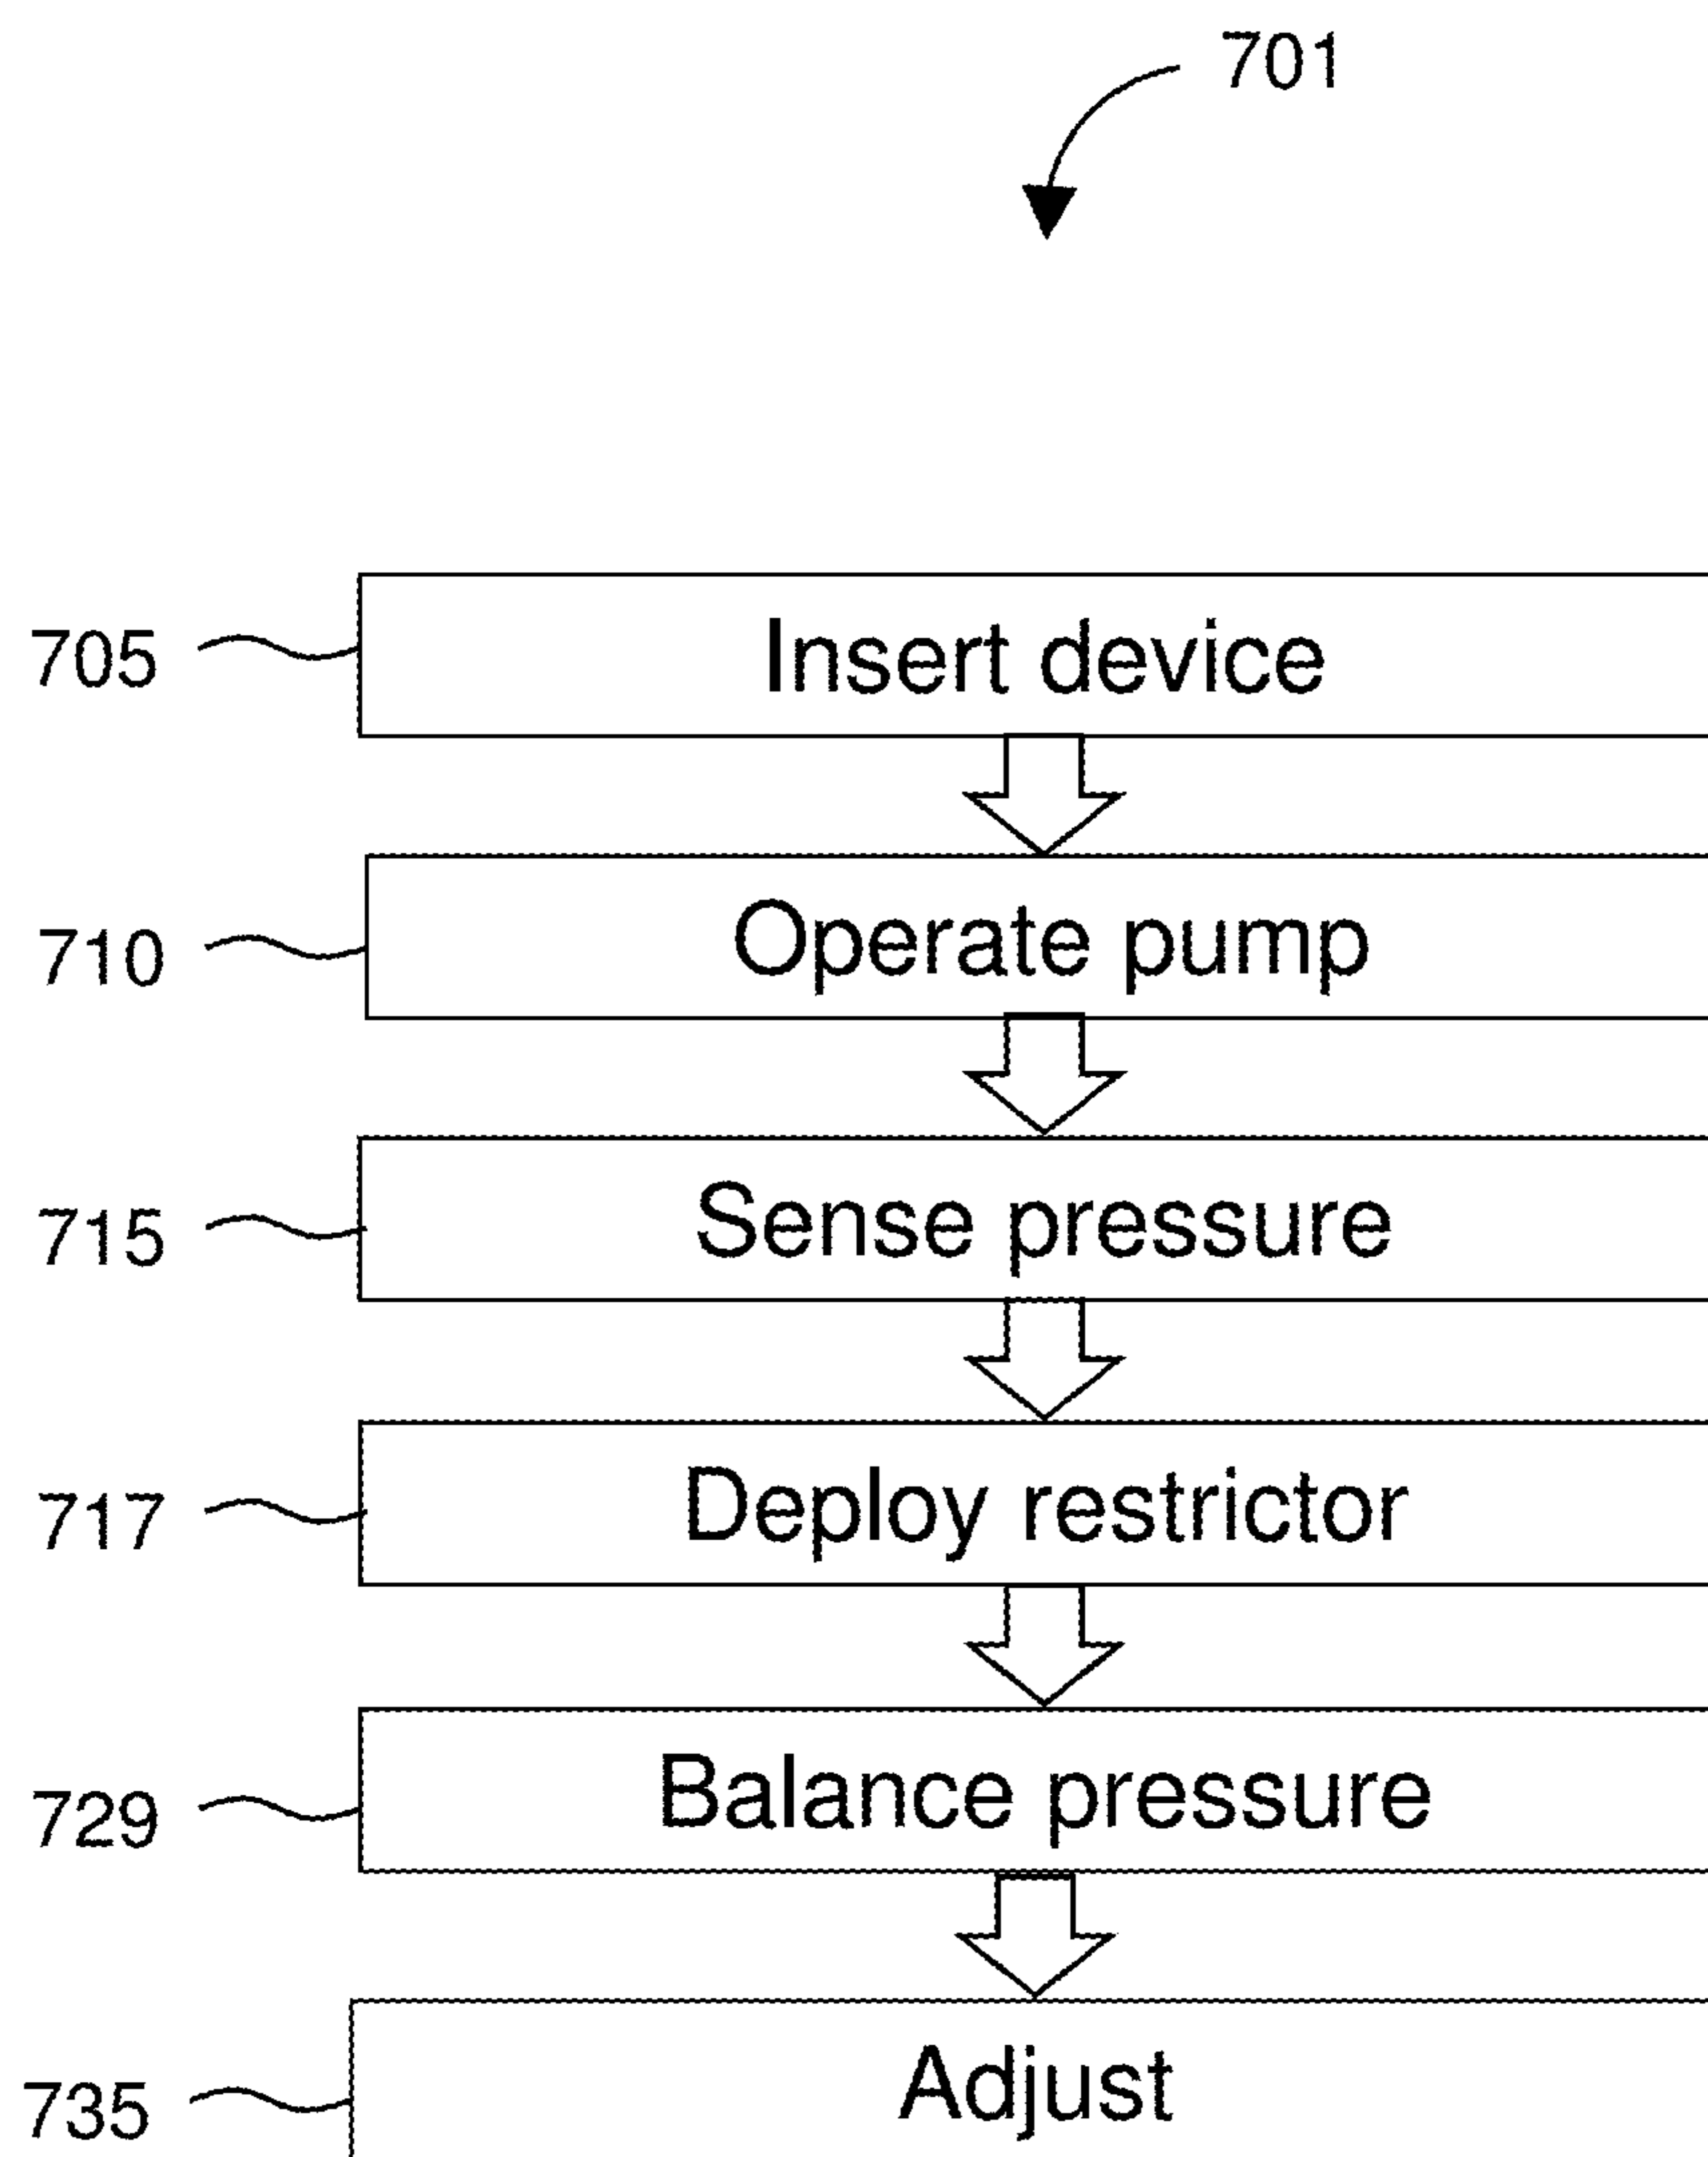 701
705 Insert device
710 Operate pump
715 Sense pressure
717 Deploy restrictor
729 Balance pressure
735 Adjust